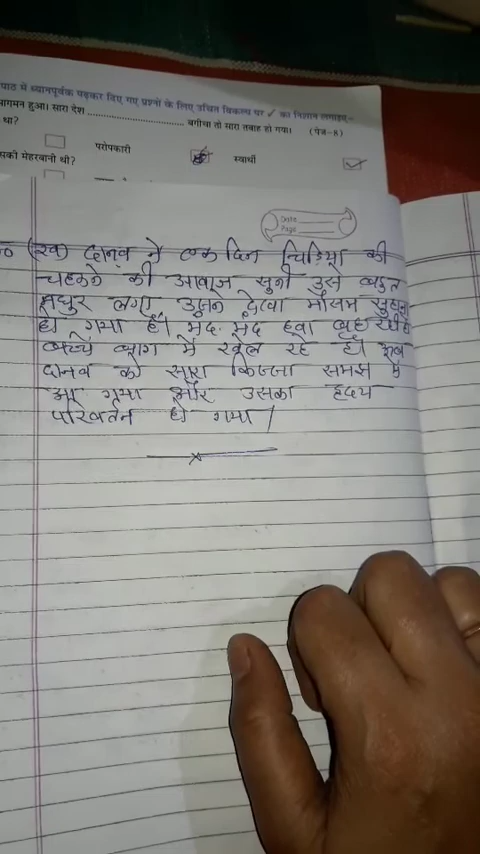 पाठ में ध्यानपूर्वक पढ़कर दिए गए प्रश्नों के लिए उचित विकल्प पर ✓ का निशान लगाइए-
आगमन हुआ। सारा देश .................................... बगीचा तो सारा तबाह हो गया। (पेज-8)
था?
परोपकारी
स्वार्थी
सकी मेहरबानी थी?
Date
Page
(ख) दानव ने एक दिन चिड़िया की
चहकने की आवाज सुनी उसे बहुत
मधुर लगा उसने देखा मौसम सुहाना
हो गया है। मंद मंद हवा बह रही है
बच्चे बाग में खेल रहे है। अब
दानव को सारा किस्सा समझ में
आ गया और उसका हृदय
परिवर्तन हो गया।